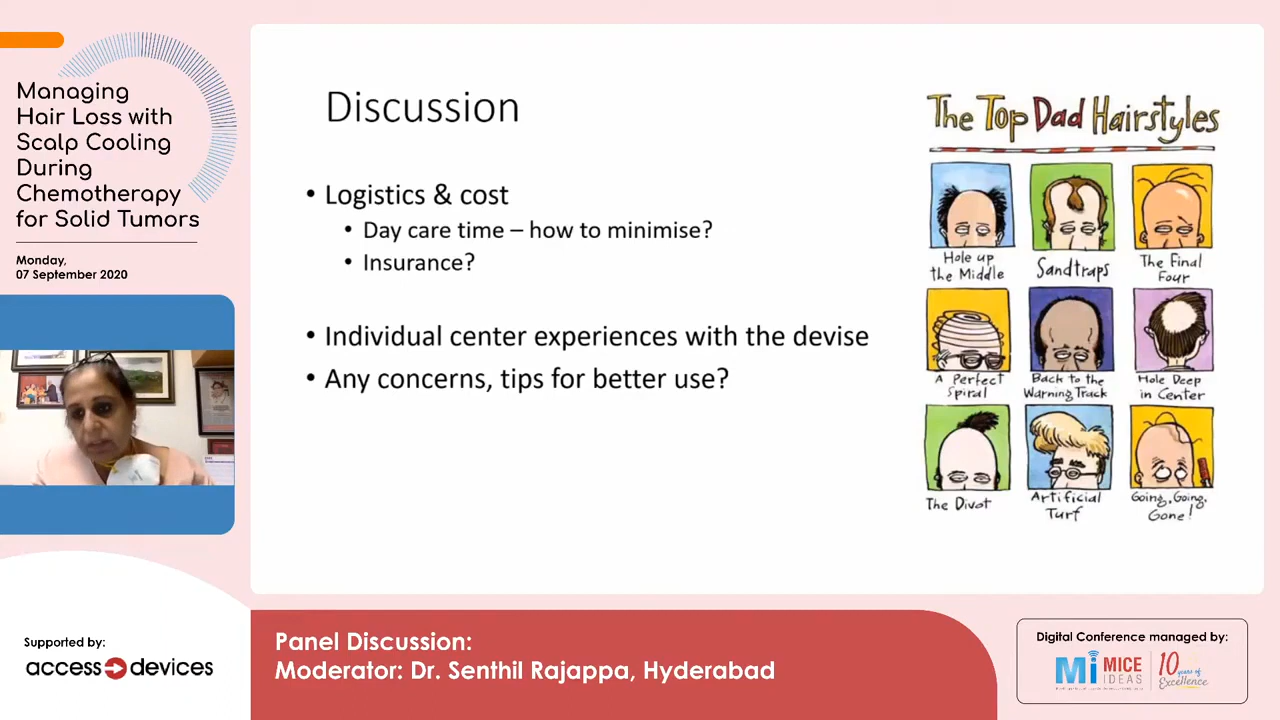 Managing
Hair Loss with
Scalp Cooling
During
Chemotherapy
for Solid Tumors
Monday,
07 September 2020
Discussion
• Logistics & cost
• Day care time – how to minimise?
• Insurance?
• Individual center experiences with the devise
• Any concerns, tips for better use?
The Top Dad Hairstyles
Hole up
the Middle
Sandtraps
The Final
Four
A Perfect
Spiral
Back to the
Warning Track
Hole Deep
in Center
The Divot
Artificial
Turf
Going, Going,
Gone!
Supported by:
access devices
Panel Discussion:
Moderator: Dr. Senthil Rajappa, Hyderabad
Digital Conference managed by:
Mi MICE
IDEAS
10 years of
Excellence